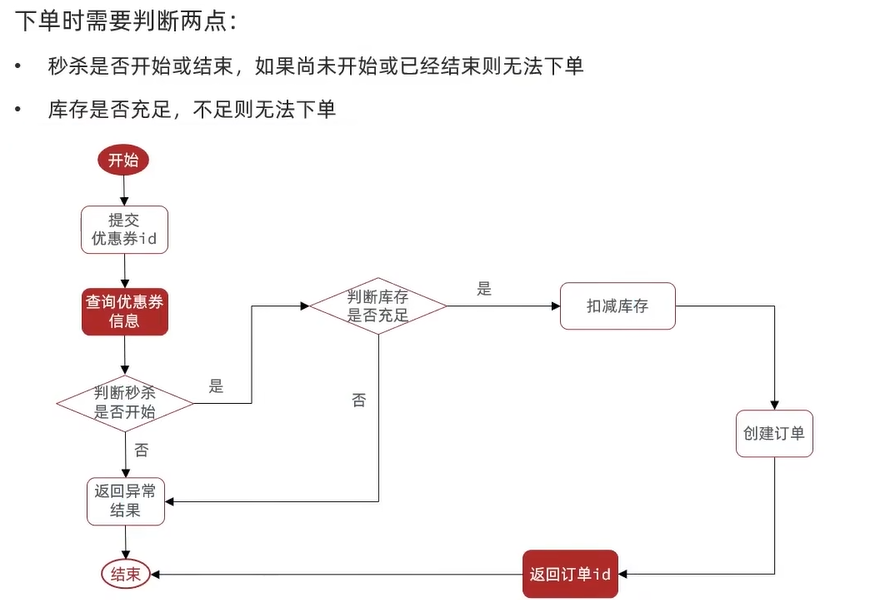 下单时需要判断两点：
• 秒杀是否开始或结束，如果尚未开始或已经结束则无法下单
• 库存是否充足，不足则无法下单
开始
提交
优惠券id
查询优惠券
信息
判断秒杀
是否开始
是
否
判断库存
是否充足
是
否
扣减库存
创建订单
返回异常
结果
返回订单id
结束